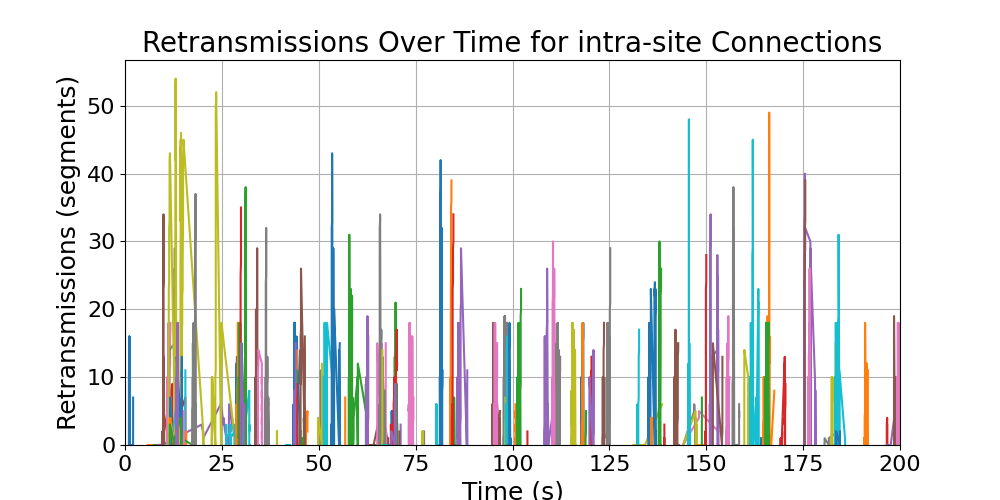 Retransmissions Over Time for intra-site Connections
Retransmissions (segments)
50
40
30
20
10
0
0 25 50 75 100 125 150 175 200
Time (s)